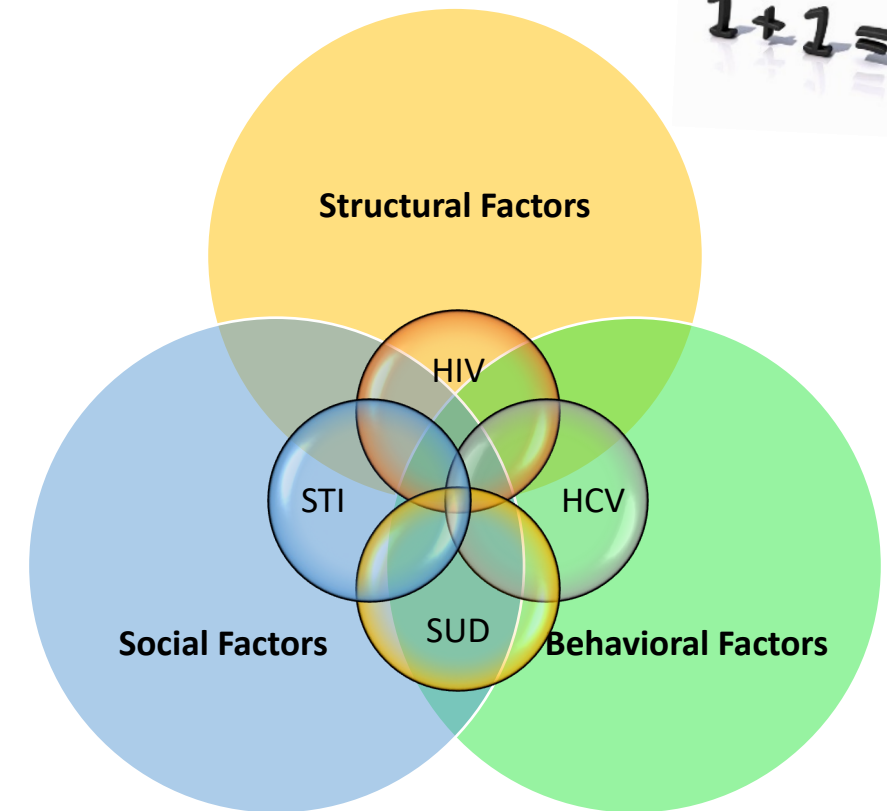 1+1=
Structural Factors
HIV
STI
HCV
SUD
Social Factors
Behavioral Factors